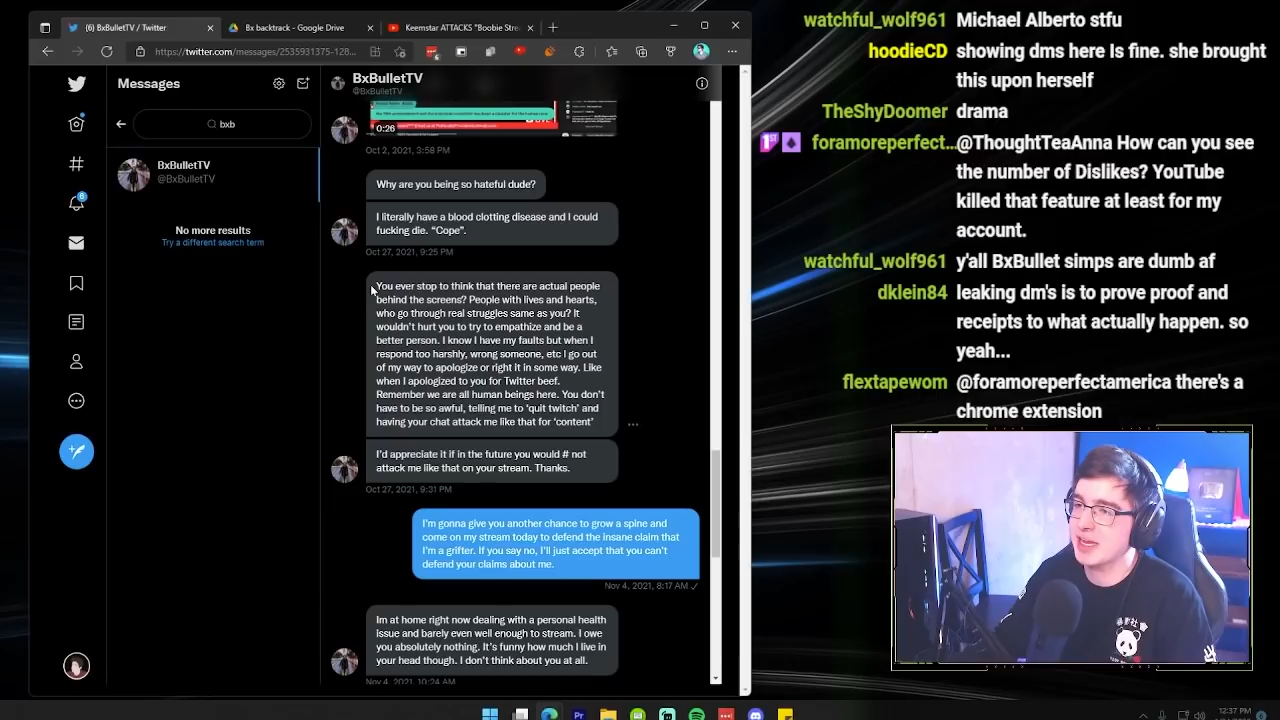 BxBulletTV / Twitter
Bx backtrack - Google Drive
Keemstar ATTACKS "Boobie Stre
https://twitter.com/messages/2535931375-128...
Messages
bxb
BxBulletTV
@BxBulletTV
No more results
Try a different search term
BxBulletTV
@BxBulletTV
0:26
Oct 2, 2021, 3:58 PM
Why are you being so hateful dude?
I literally have a blood clotting disease and I could
fucking die. “Cope”.
Oct 27, 2021, 9:25 PM
You ever stop to think that there are actual people
behind the screens? People with lives and hearts,
who go through real struggles same as you? It
wouldn't hurt you to try to empathize and be a
better person. I know I have my faults but when I
respond too harshly, wrong someone, etc I go out
of my way to apologize or right it in some way. Like
when I apologized to you for Twitter beef.
Remember we are all human beings here. You don't
have to be so awful, telling me to 'quit twitch' and
having your chat attack me like that for 'content'
I'd appreciate it if in the future you would # not
attack me like that on your stream. Thanks.
Oct 27, 2021, 9:31 PM
I'm gonna give you another chance to grow a spine and
come on my stream today to defend the insane claim that
I'm a grifter. If you say no, I'll just accept that you can't
defend your claims about me.
Nov 4, 2021, 8:17 AM
Im at home right now dealing with a personal health
issue and barely even well enough to stream. I owe
you absolutely nothing. It's funny how much I live in
your head though. I don't think about you at all.
Nov 4, 2021, 10:24 AM
watchful_wolf961 Michael Alberto stfu
hoodieCD showing dms here Is fine. she brought
this upon herself
TheShyDoomer drama
foramoreperfect... @ThoughtTeaAnna How can you see
the number of Dislikes? YouTube
killed that feature at least for my
account.
watchful_wolf961 y'all BxBullet simps are dumb af
dklein84 leaking dm's is to prove proof and
receipts to what actually happen. so
yeah...
flextapewom @foramoreperfectamerica there's a
chrome extension
12:37 PM